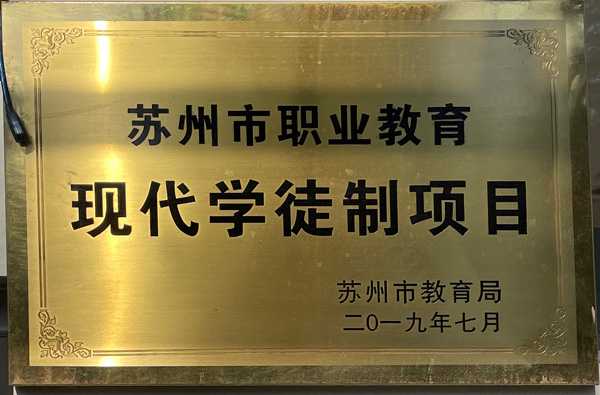 苏州市职业教育
现代学徒制项目
苏州市教育局
二0一九年七月